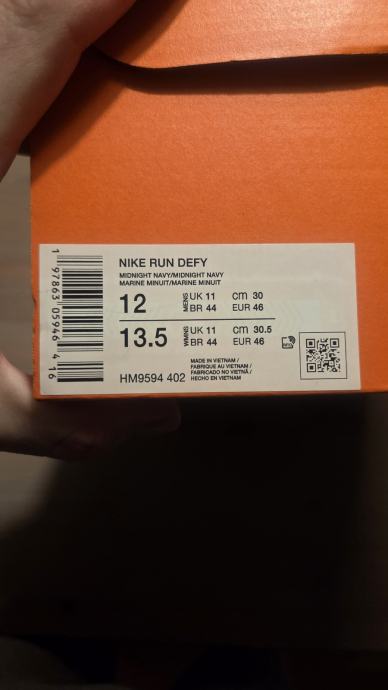 NIKE RUN DEFY
MIDNIGHT NAVY/MIDNIGHT NAVY
MARINE MINUIT/MARINE MINUIT
12 MENS UK 11 cm 30
BR 44 EUR 46
13.5 WMNS UK 11 cm 30.5
BR 44 EUR 46
MADE IN VIETNAM /
FABRIQUE AU VIETNAM /
FABRICADO NO VIETNÃ /
HECHO EN VIETNAM
HM9594 402
1 97863 05946 4 16